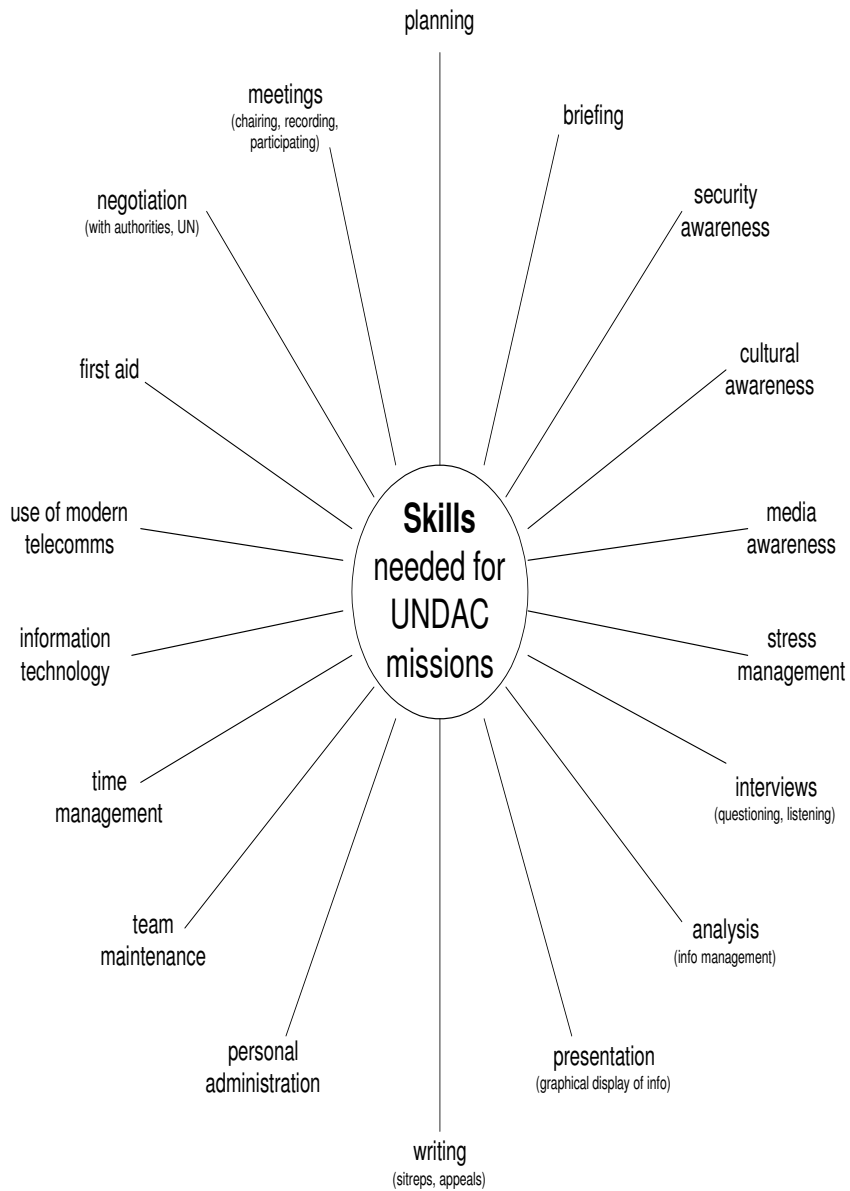 planning
meetings
(chairing, recording,
participating)
briefing
negotiation
(with authorities, UN)
security
awareness
first aid
cultural
awareness
use of modern
telecomms
Skills
needed for
UNDAC
missions
media
awareness
information
technology
stress
management
time
management
interviews
(questioning, listening)
team
maintenance
analysis
(info management)
personal
administration
presentation
(graphical display of info)
writing
(sitreps, appeals)